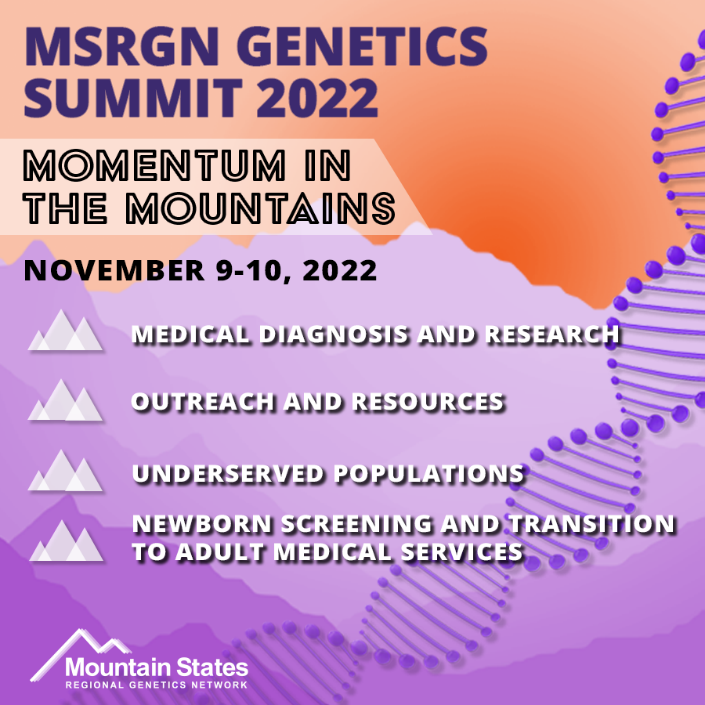 MSRGN GENETICS
SUMMIT 2022
MOMENTUM IN
THE MOUNTAINS
NOVEMBER 9-10, 2022
MEDICAL DIAGNOSIS AND RESEARCH
OUTREACH AND RESOURCES
UNDERSERVED POPULATIONS
NEWBORN SCREENING AND TRANSITION
TO ADULT MEDICAL SERVICES
Mountain States
REGIONAL GENETICS NETWORK